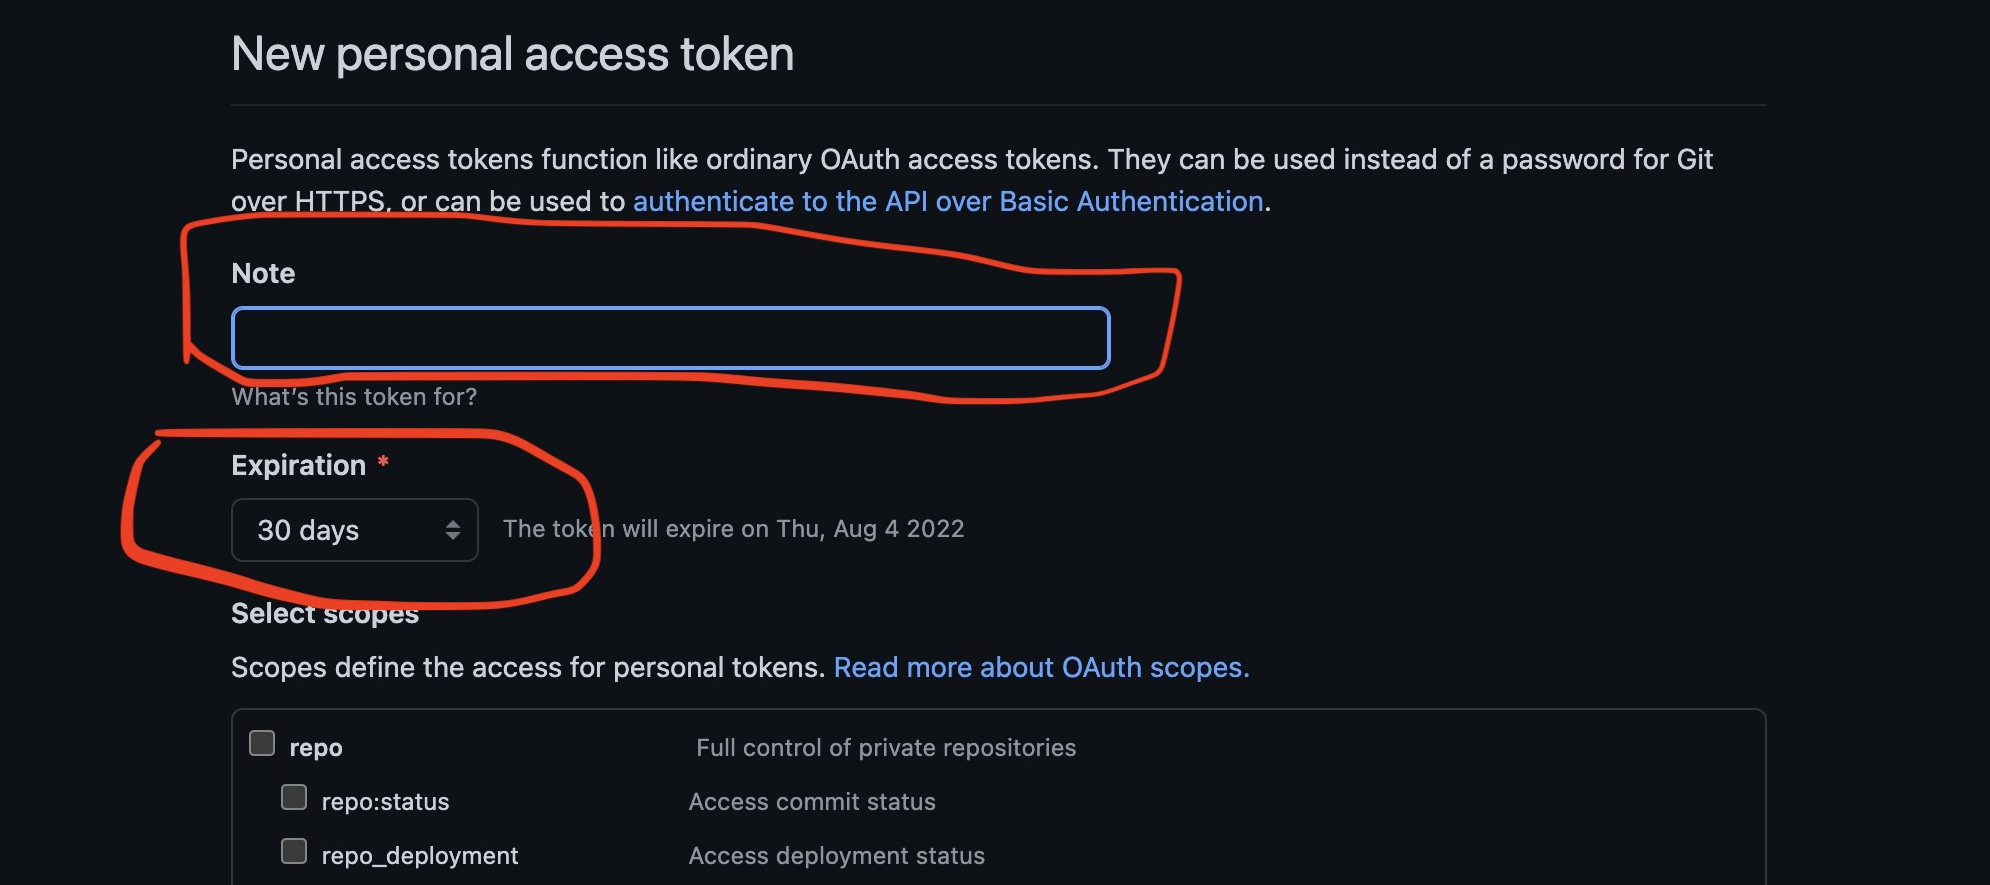 New personal access token
Personal access tokens function like ordinary OAuth access tokens. They can be used instead of a password for Git
over HTTPS, or can be used to authenticate to the API over Basic Authentication.
Note
What's this token for?
Expiration *
30 days
The token will expire on Thu, Aug 4 2022
Select scopes
Scopes define the access for personal tokens. Read more about OAuth scopes.
repo Full control of private repositories
repo:status Access commit status
repo_deployment Access deployment status